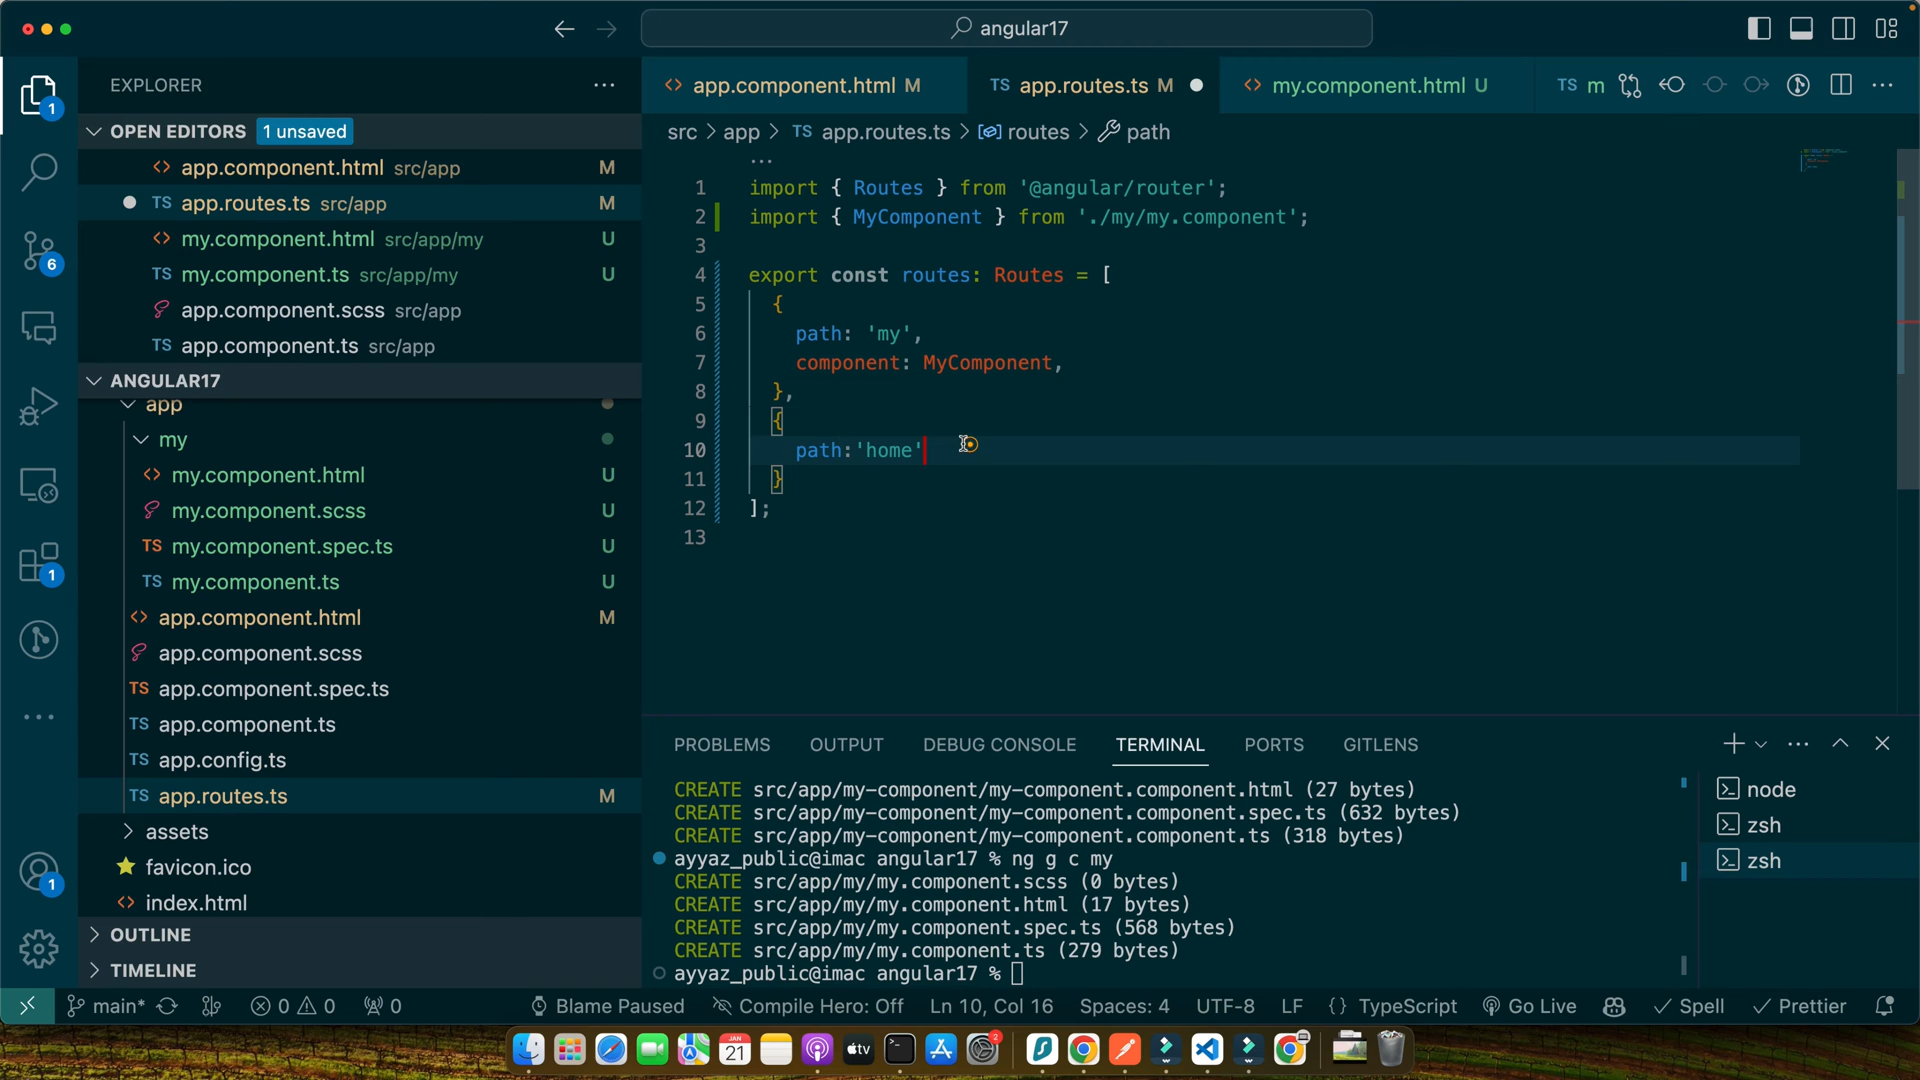 angular17
EXPLORER
OPEN EDITORS 1 unsaved
app.component.html src/app M
app.routes.ts src/app M
my.component.html src/app/my U
my.component.ts src/app/my U
app.component.scss src/app
app.component.ts src/app
ANGULAR17
app
my
my.component.html U
my.component.scss U
my.component.spec.ts U
my.component.ts U
app.component.html M
app.component.scss
app.component.spec.ts
app.component.ts
app.config.ts
app.routes.ts M
assets
favicon.ico
index.html
OUTLINE
TIMELINE
1
6
1
1
app.component.html M
TS app.routes.ts M
my.component.html U
TS m
src > app > TS app.routes.ts > routes > path
1 import { Routes } from '@angular/router';
2 import { MyComponent } from './my/my.component';
3
4 export const routes: Routes = [
5 {
6 path: 'my',
7 component: MyComponent,
8 },
9 {
10 path:'home'
11 }
12 ];
13
PROBLEMS OUTPUT DEBUG CONSOLE TERMINAL PORTS GITLENS
CREATE src/app/my-component/my-component.component.html (27 bytes)
CREATE src/app/my-component/my-component.component.spec.ts (632 bytes)
CREATE src/app/my-component/my-component.component.ts (318 bytes)
ayyaz_public@imac angular17 % ng g c my
CREATE src/app/my/my.component.scss (0 bytes)
CREATE src/app/my/my.component.html (17 bytes)
CREATE src/app/my/my.component.spec.ts (568 bytes)
CREATE src/app/my/my.component.ts (279 bytes)
ayyaz_public@imac angular17 %
node
zsh
zsh
main* 0 0 0 Blame Paused Compile Hero: Off Ln 10, Col 16 Spaces: 4 UTF-8 LF {} TypeScript Go Live Spell Prettier
JAN
21
tv
2